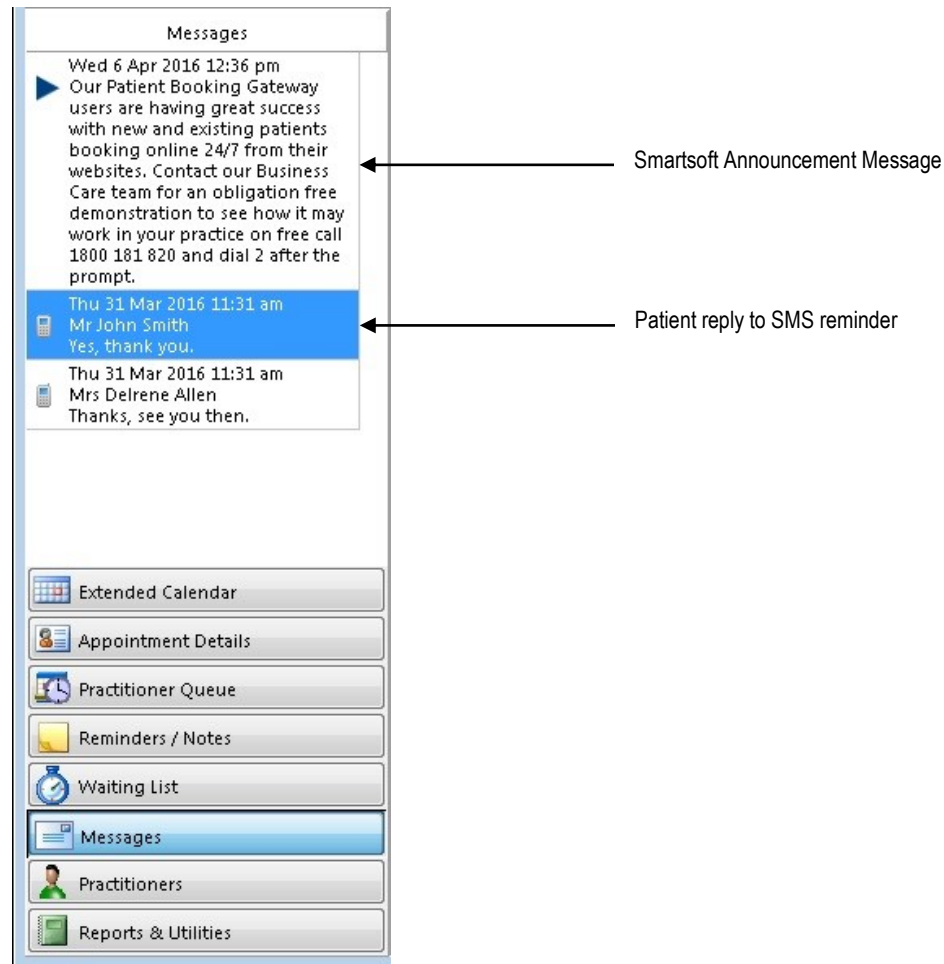 Messages
Wed 6 Apr 2016 12:36 pm
Our Patient Booking Gateway
users are having great success
with new and existing patients
booking online 24/7 from their
websites. Contact our Business
Care team for an obligation free
demonstration to see how it may
work in your practice on free call
1800 181 820 and dial 2 after the
prompt.
Smartsoft Announcement Message
Thu 31 Mar 2016 11:31 am
Mr John Smith
Yes, thank you.
Patient reply to SMS reminder
Thu 31 Mar 2016 11:31 am
Mrs Delrene Allen
Thanks, see you then.
Extended Calendar
Appointment Details
Practitioner Queue
Reminders / Notes
Waiting List
Messages
Practitioners
Reports & Utilities